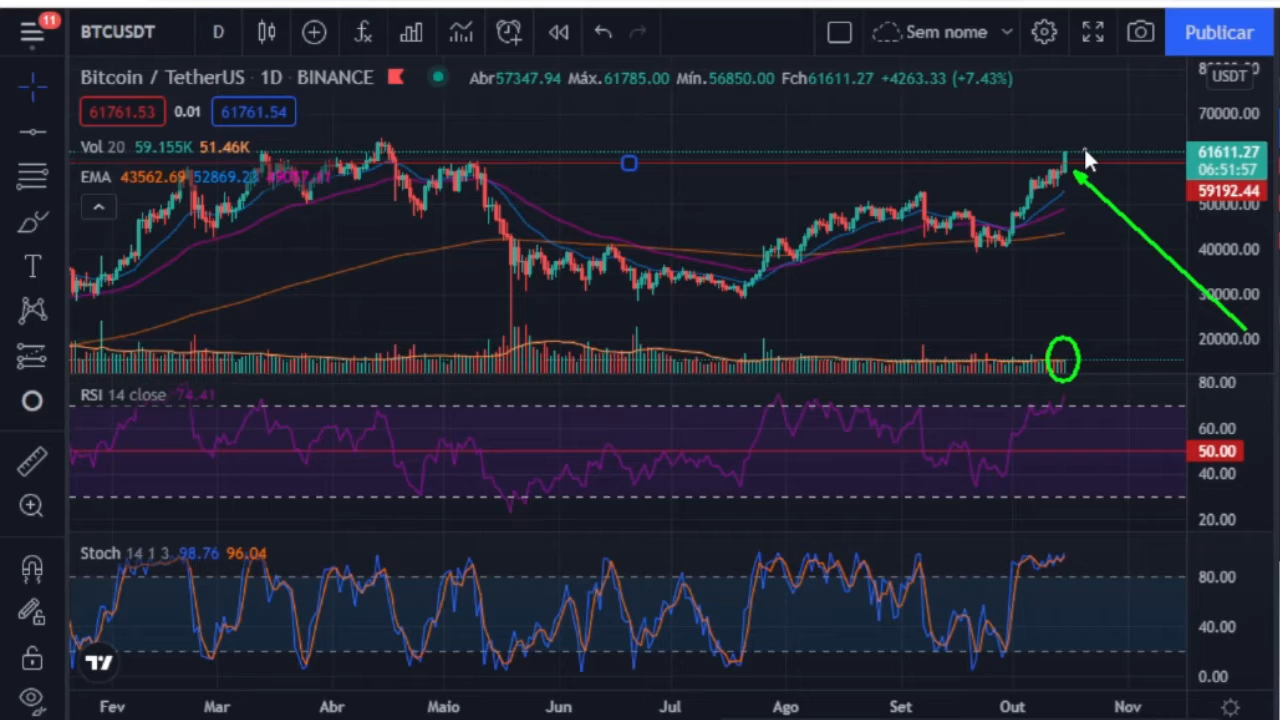 11
BTCUSDT D Sem nome Publicar
Bitcoin / TetherUS · 1D · BINANCE Abr57347.94 Máx.61785.00 Mín.56850.00 Fch61611.27 +4263.33 (+7.43%)
USDT
61761.53 0.01 61761.54
70000.00
Vol 20 59.155K 51.46K
61611.27
06:51:57
EMA 43562.69 52869.23
59192.44
50000.00
40000.00
30000.00
20000.00
RSI 14 close 74.41
80.00
60.00
50.00
40.00
20.00
Stoch 14 1 3 98.76 96.04
80.00
40.00
0.00
Fev Mar Abr Maio Jun Jul Ago Set Out Nov